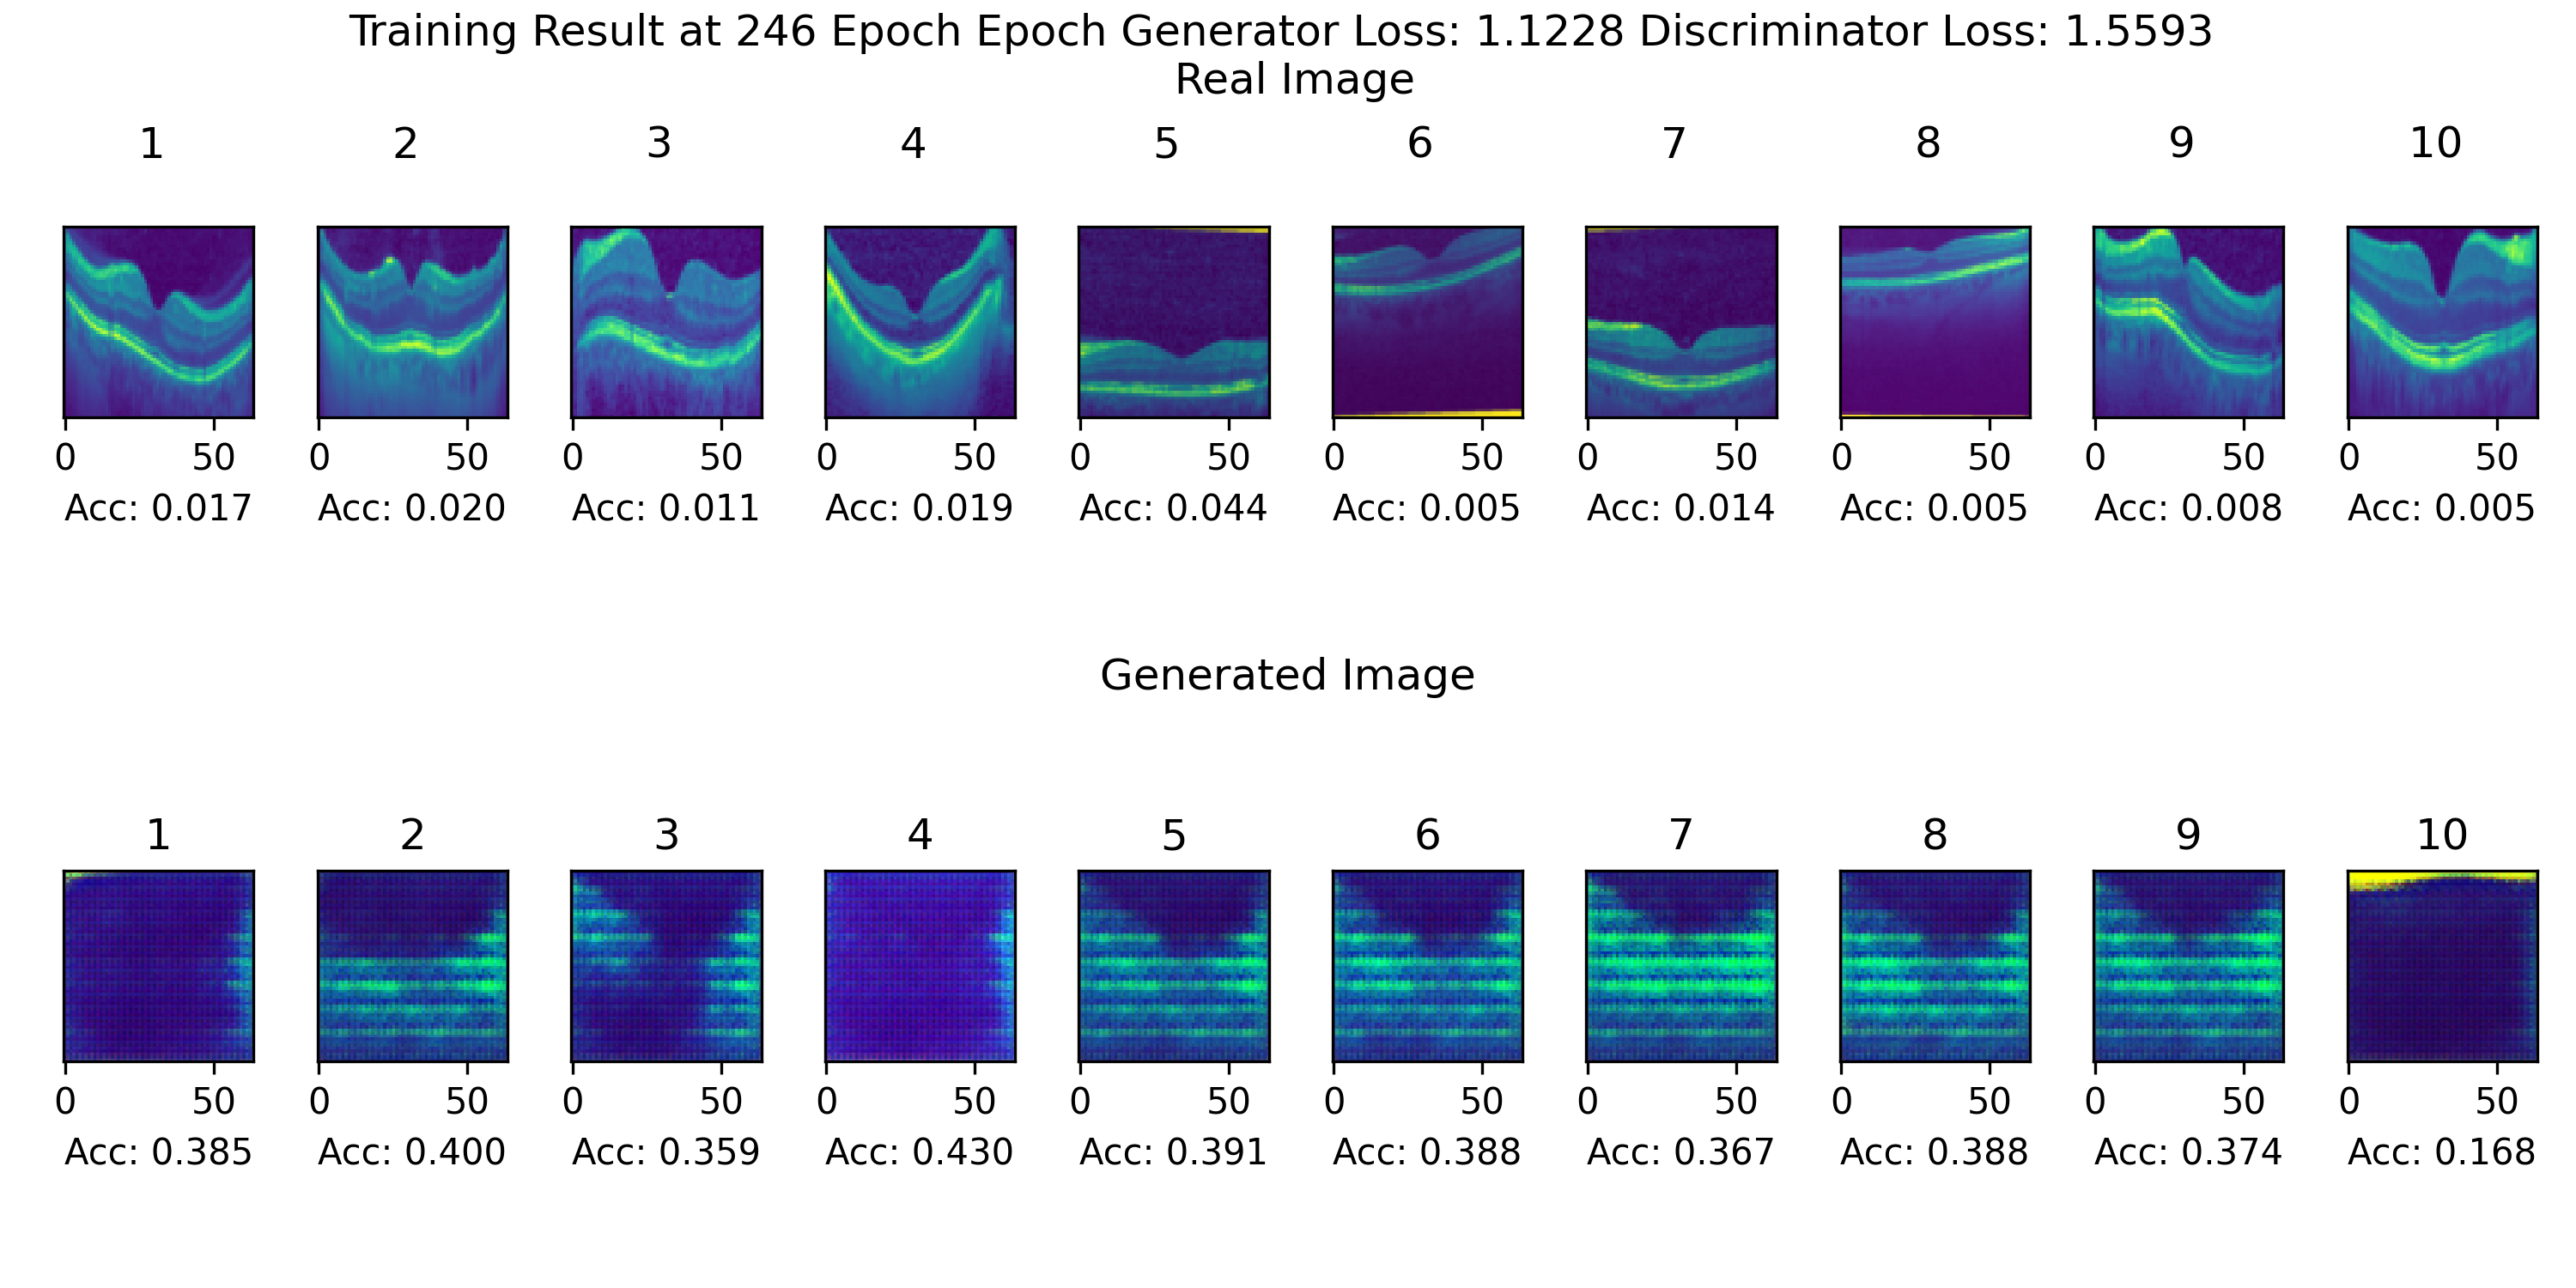 Training Result at 246 Epoch Epoch Generator Loss: 1.1228 Discriminator Loss: 1.5593
Real Image
1 2 3 4 5 6 7 8 9 10
0 50 0 50 0 50 0 50 0 50 0 50 0 50 0 50 0 50 0 50
Acc: 0.017 Acc: 0.020 Acc: 0.011 Acc: 0.019 Acc: 0.044 Acc: 0.005 Acc: 0.014 Acc: 0.005 Acc: 0.008 Acc: 0.005
Generated Image
1 2 3 4 5 6 7 8 9 10
0 50 0 50 0 50 0 50 0 50 0 50 0 50 0 50 0 50 0 50
Acc: 0.385 Acc: 0.400 Acc: 0.359 Acc: 0.430 Acc: 0.391 Acc: 0.388 Acc: 0.367 Acc: 0.388 Acc: 0.374 Acc: 0.168